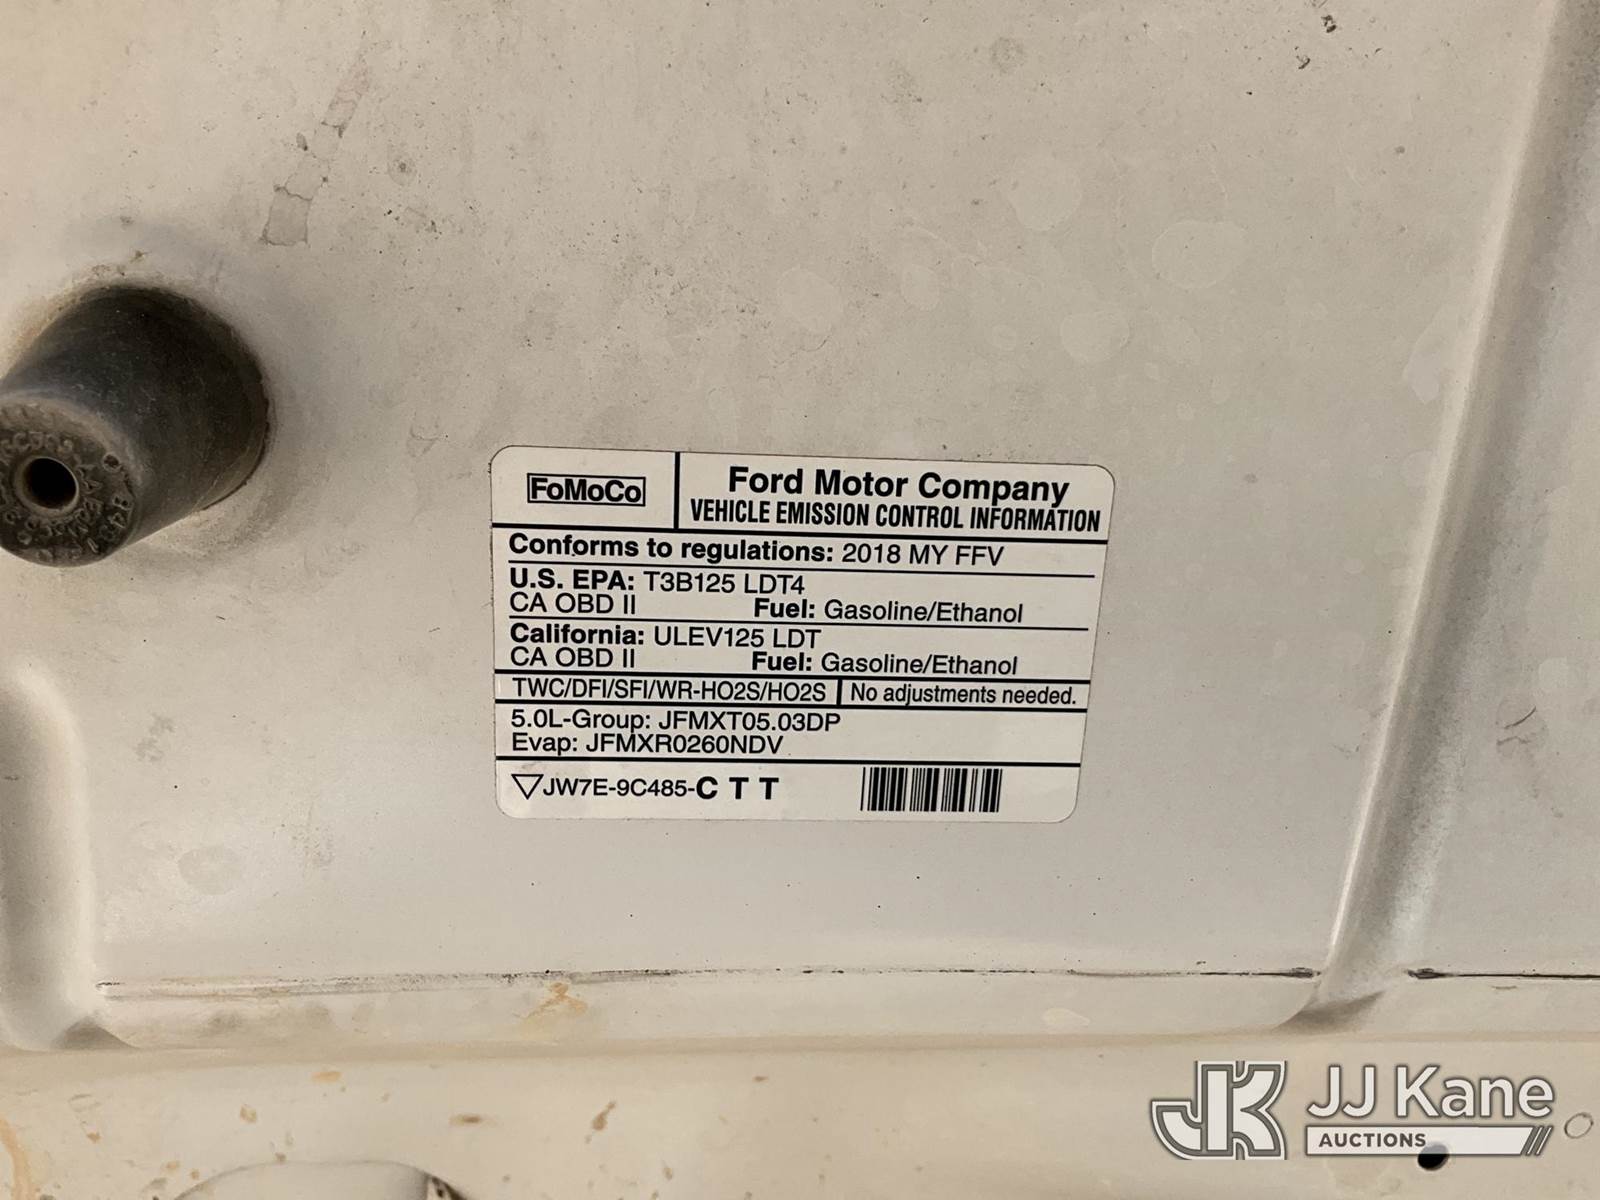 FoMoCo
Ford Motor Company
VEHICLE EMISSION CONTROL INFORMATION
Conforms to regulations: 2018 MY FFV
U.S. EPA: T3B125 LDT4
CA OBD II Fuel: Gasoline/Ethanol
California: ULEV125 LDT
CA OBD II Fuel: Gasoline/Ethanol
TWC/DFI/SFI/WR-HO2S/HO2S No adjustments needed.
5.0L-Group: JFMXT05.03DP
Evap: JFMXR0260NDV
JW7E-9C485-C T T
JK JJ Kane
AUCTIONS